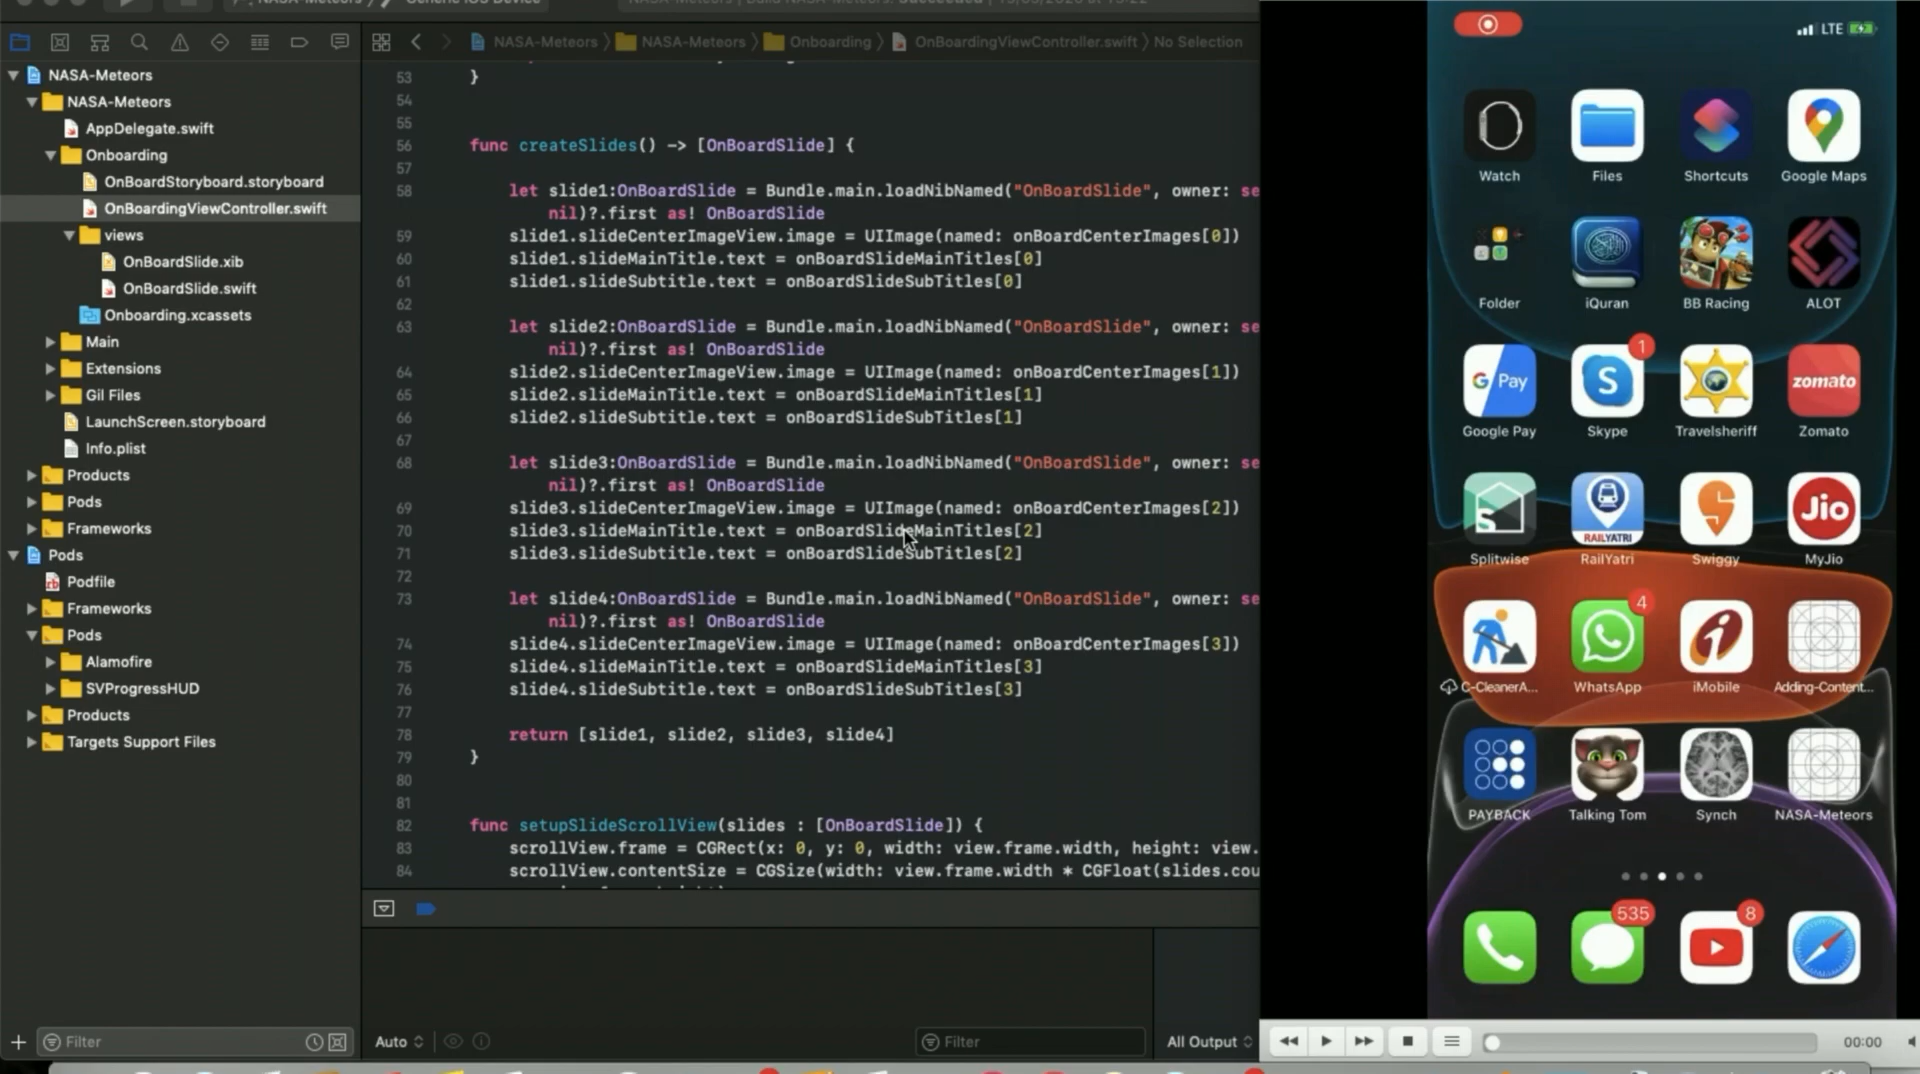 NASA-Meteors
NASA-Meteors
Onboarding
OnBoardingViewController.swift
No Selection
NASA-Meteors
NASA-Meteors
AppDelegate.swift
Onboarding
OnBoardStoryboard.storyboard
OnBoardingViewController.swift
views
OnBoardSlide.xib
OnBoardSlide.swift
Onboarding.xcassets
Main
Extensions
Gil Files
LaunchScreen.storyboard
Info.plist
Products
Pods
Frameworks
Pods
Podfile
Frameworks
Pods
Alamofire
SVProgressHUD
Products
Targets Support Files
Filter
53 }
54
55
56 func createSlides() -> [OnBoardSlide] {
57
58 let slide1:OnBoardSlide = Bundle.main.loadNibNamed("OnBoardSlide", owner: se
nil)?.first as! OnBoardSlide
59 slide1.slideCenterImageView.image = UIImage(named: onBoardCenterImages[0])
60 slide1.slideMainTitle.text = onBoardSlideMainTitles[0]
61 slide1.slideSubtitle.text = onBoardSlideSubTitles[0]
62
63 let slide2:OnBoardSlide = Bundle.main.loadNibNamed("OnBoardSlide", owner: se
nil)?.first as! OnBoardSlide
64 slide2.slideCenterImageView.image = UIImage(named: onBoardCenterImages[1])
65 slide2.slideMainTitle.text = onBoardSlideMainTitles[1]
66 slide2.slideSubtitle.text = onBoardSlideSubTitles[1]
67
68 let slide3:OnBoardSlide = Bundle.main.loadNibNamed("OnBoardSlide", owner: se
nil)?.first as! OnBoardSlide
69 slide3.slideCenterImageView.image = UIImage(named: onBoardCenterImages[2])
70 slide3.slideMainTitle.text = onBoardSlideMainTitles[2]
71 slide3.slideSubtitle.text = onBoardSlideSubTitles[2]
72
73 let slide4:OnBoardSlide = Bundle.main.loadNibNamed("OnBoardSlide", owner: se
nil)?.first as! OnBoardSlide
74 slide4.slideCenterImageView.image = UIImage(named: onBoardCenterImages[3])
75 slide4.slideMainTitle.text = onBoardSlideMainTitles[3]
76 slide4.slideSubtitle.text = onBoardSlideSubTitles[3]
77
78 return [slide1, slide2, slide3, slide4]
79 }
80
81
82 func setupSlideScrollView(slides : [OnBoardSlide]) {
83 scrollView.frame = CGRect(x: 0, y: 0, width: view.frame.width, height: view.
84 scrollView.contentSize = CGSize(width: view.frame.width * CGFloat(slides.cou
Auto
Filter
All Output
LTE
Watch
Files
Shortcuts
Google Maps
Folder
iQuran
BB Racing
ALOT
G Pay
1
zomato
Google Pay
Skype
Travelsheriff
Zomato
RAILYATRI
Jio
Splitwise
RailYatri
Swiggy
MyJio
4
C-CleanerA...
WhatsApp
iMobile
Adding-Content...
PAYBACK
Talking Tom
Synch
NASA-Meteors
535
8
00:00